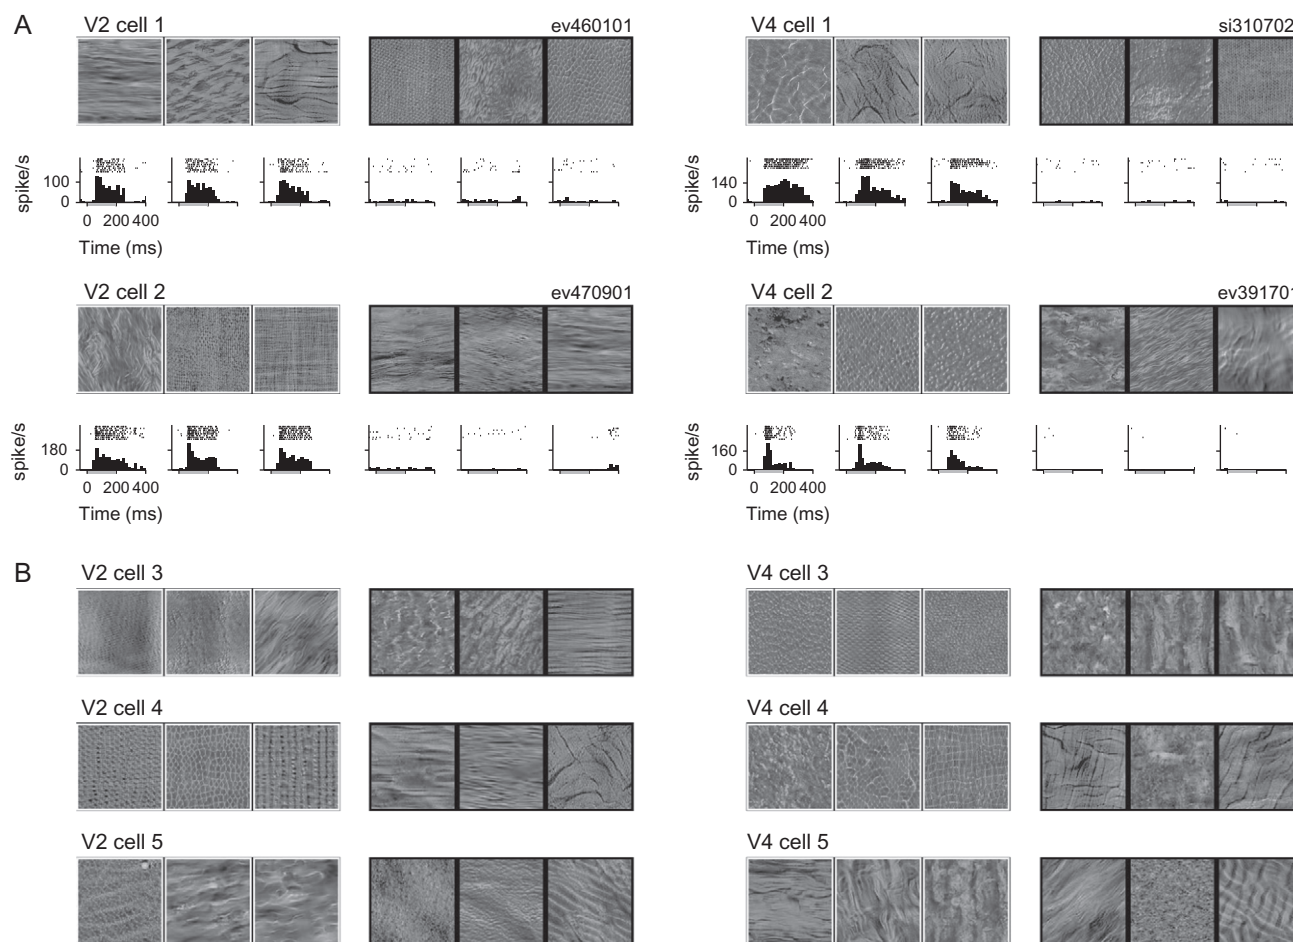 A
V2 cell 1 ev460101
V4 cell 1 si310702
spike/s
100
0
0 200 400
Time (ms)
spike/s
140
0
0 200 400
Time (ms)
V2 cell 2 ev470901
V4 cell 2 ev391701
spike/s
180
0
0 200 400
Time (ms)
spike/s
160
0
0 200 400
Time (ms)
B
V2 cell 3
V4 cell 3
V2 cell 4
V4 cell 4
V2 cell 5
V4 cell 5